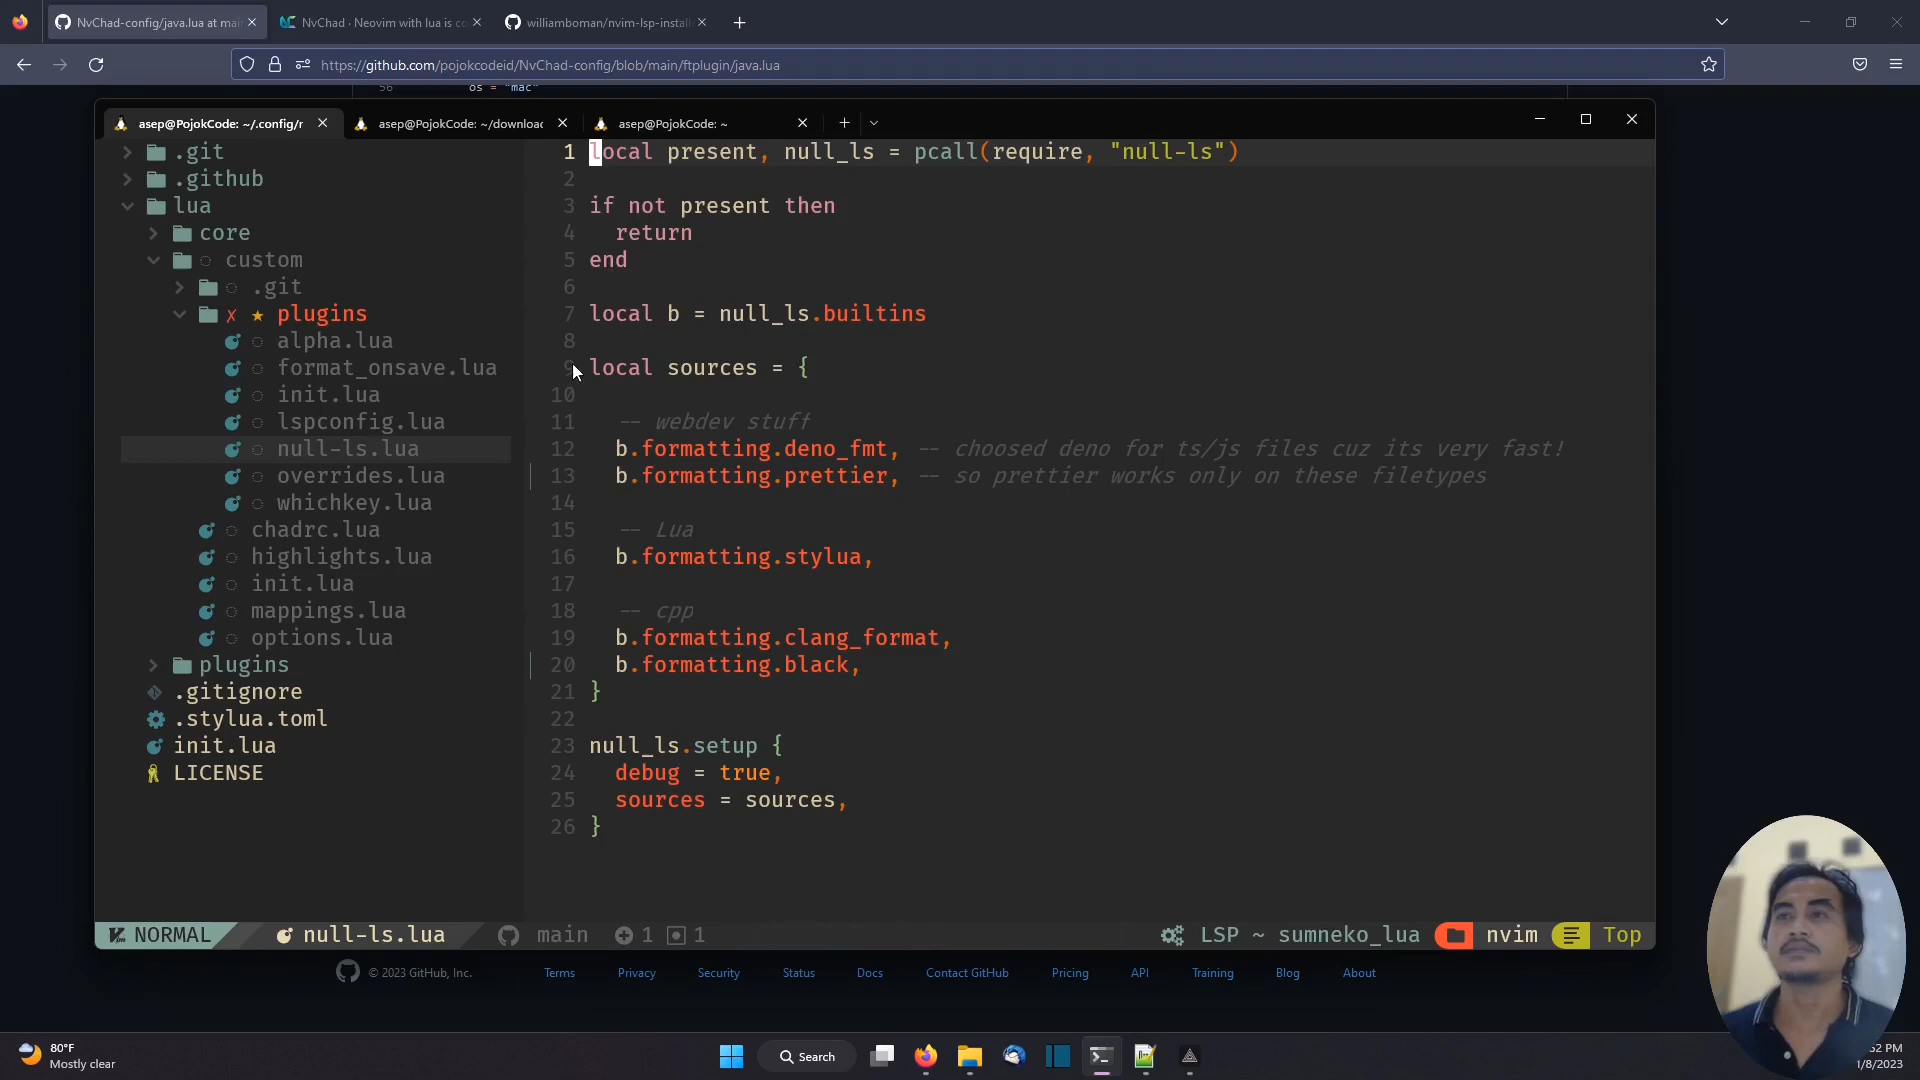 NvChad-config/java.lua at mai
NvChad · Neovim with lua is co
williamboman/nvim-lsp-install
https://github.com/pojokcodeid/NvChad-config/blob/main/ftplugin/java.lua
56 os = "mac"
asep@PojokCode: ~/.config/r
asep@PojokCode: ~/downloac
asep@PojokCode: ~
.git
.github
lua
core
custom
.git
plugins
alpha.lua
format_onsave.lua
init.lua
lspconfig.lua
null-ls.lua
overrides.lua
whichkey.lua
chadrc.lua
highlights.lua
init.lua
mappings.lua
options.lua
plugins
.gitignore
.stylua.toml
init.lua
LICENSE
1 local present, null_ls = pcall(require, "null-ls")
2
3 if not present then
4 return
5 end
6
7 local b = null_ls.builtins
8
9 local sources = {
10
11 -- webdev stuff
12 b.formatting.deno_fmt, -- choosed deno for ts/js files cuz its very fast!
13 b.formatting.prettier, -- so prettier works only on these filetypes
14
15 -- Lua
16 b.formatting.stylua,
17
18 -- cpp
19 b.formatting.clang_format,
20 b.formatting.black,
21 }
22
23 null_ls.setup {
24 debug = true,
25 sources = sources,
26 }
NORMAL null-ls.lua main 1 1 LSP ~ sumneko_lua nvim Top
© 2023 GitHub, Inc. Terms Privacy Security Status Docs Contact GitHub Pricing API Training Blog About
80°F
Mostly clear
Search
52 PM
1/8/2023